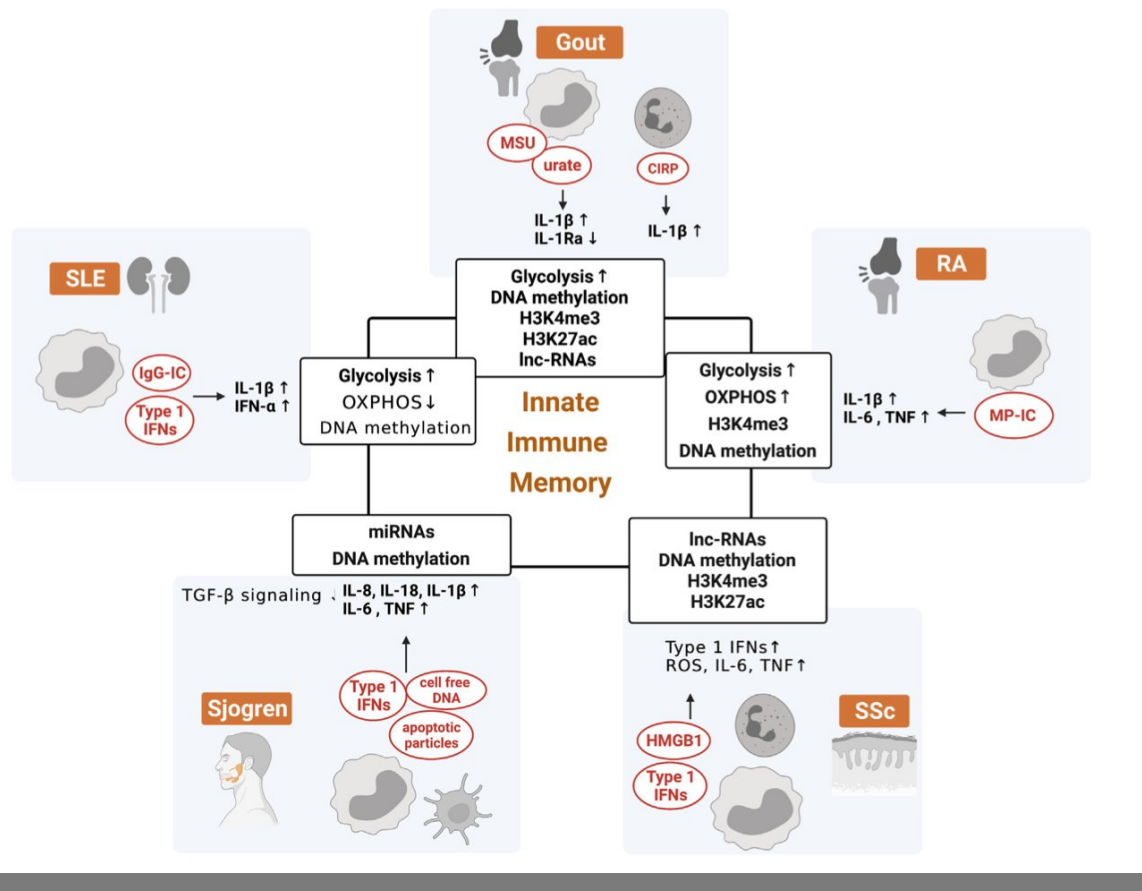 Gout
MSU
urate
CIRP
IL-1β ↑
IL-1Ra ↓
IL-1β ↑
Glycolysis ↑
DNA methylation
H3K4me3
H3K27ac
lnc-RNAs
SLE
IgG-IC
Type 1
IFNs
IL-1β ↑
IFN-α ↑
Glycolysis ↑
OXPHOS↓
DNA methylation
Innate
Immune
Memory
RA
Glycolysis ↑
OXPHOS ↑
H3K4me3
DNA methylation
IL-1β ↑
IL-6 , TNF ↑
MP-IC
miRNAs
DNA methylation
TGF-β signaling ↓
IL-8, IL-18, IL-1β ↑
IL-6 , TNF ↑
Type 1
IFNs
cell free
DNA
apoptotic
particles
Sjogren
lnc-RNAs
DNA methylation
H3K4me3
H3K27ac
Type 1 IFNs↑
ROS, IL-6, TNF↑
HMGB1
Type 1
IFNs
SSc